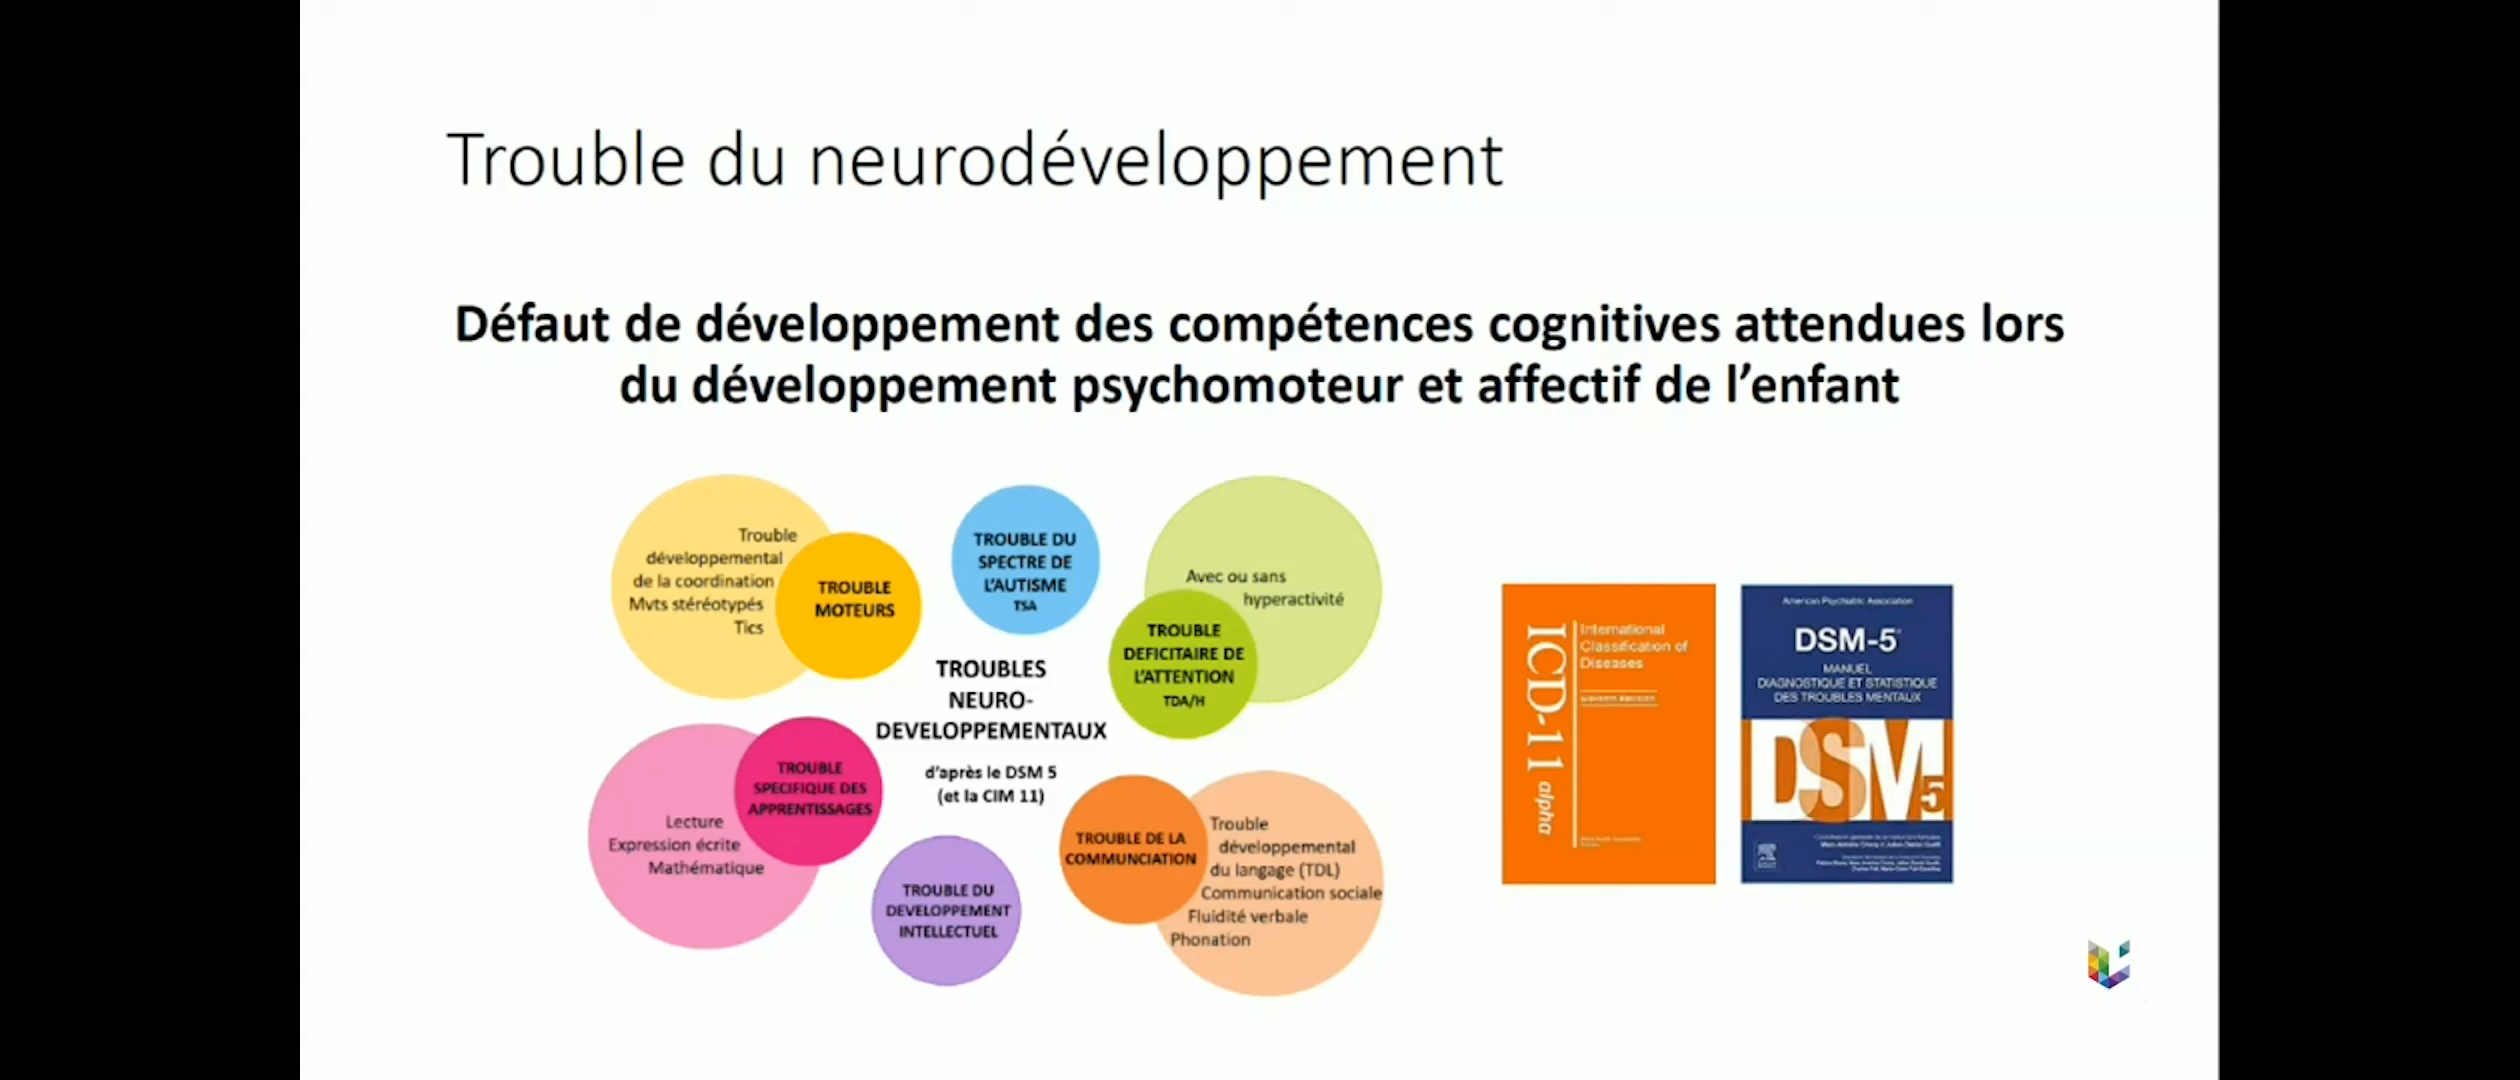 Trouble du neurodéveloppement
Défaut de développement des compétences cognitives attendues lors
du développement psychomoteur et affectif de l'enfant
Trouble
développemental
de la coordination
Mvts stéréotypés
Tics
TROUBLE
MOTEURS
TROUBLE DU
SPECTRE DE
L'AUTISME
TSA
Avec ou sans
hyperactivité
TROUBLE
DEFICITAIRE DE
L'ATTENTION
TDA/H
TROUBLES
NEURO-
DEVELOPPEMENTAUX
d'après le DSM 5
(et la CIM 11)
TROUBLE
SPECIFIQUE DES
APPRENTISSAGES
Lecture
Expression écrite
Mathématique
TROUBLE DU
DEVELOPPEMENT
INTELLECTUEL
TROUBLE DE LA
COMMUNCIATION
Trouble
développemental
du langage (TDL)
Communication sociale
Fluidité verbale
Phonation
ICD-11 alpha
International
Classification of
Diseases
American Psychiatric Association
DSM-5
MANUEL
DIAGNOSTIQUE ET STATISTIQUE
DES TROUBLES MENTAUX
DSM
5